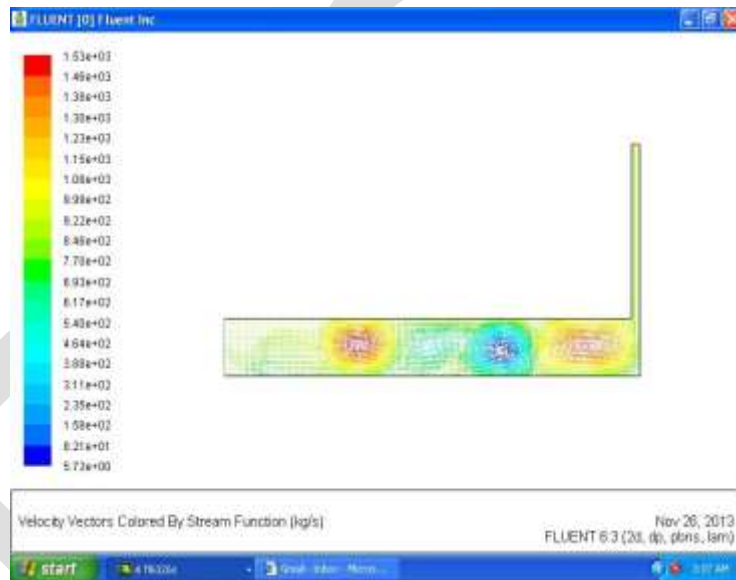 FLUENT [0] Fluent Inc
1.53e+03
1.46e+03
1.38e+03
1.30e+03
1.23e+03
1.15e+03
1.08e+03
9.98e+02
9.22e+02
8.46e+02
7.70e+02
6.93e+02
6.17e+02
5.40e+02
4.64e+02
3.88e+02
3.11e+02
2.35e+02
1.58e+02
8.21e+01
5.73e+00
Velocity Vectors Colored By Stream Function (kg/s)
Nov 26, 2013
FLUENT 6.3 (2d, dp, pbns, lam)
start